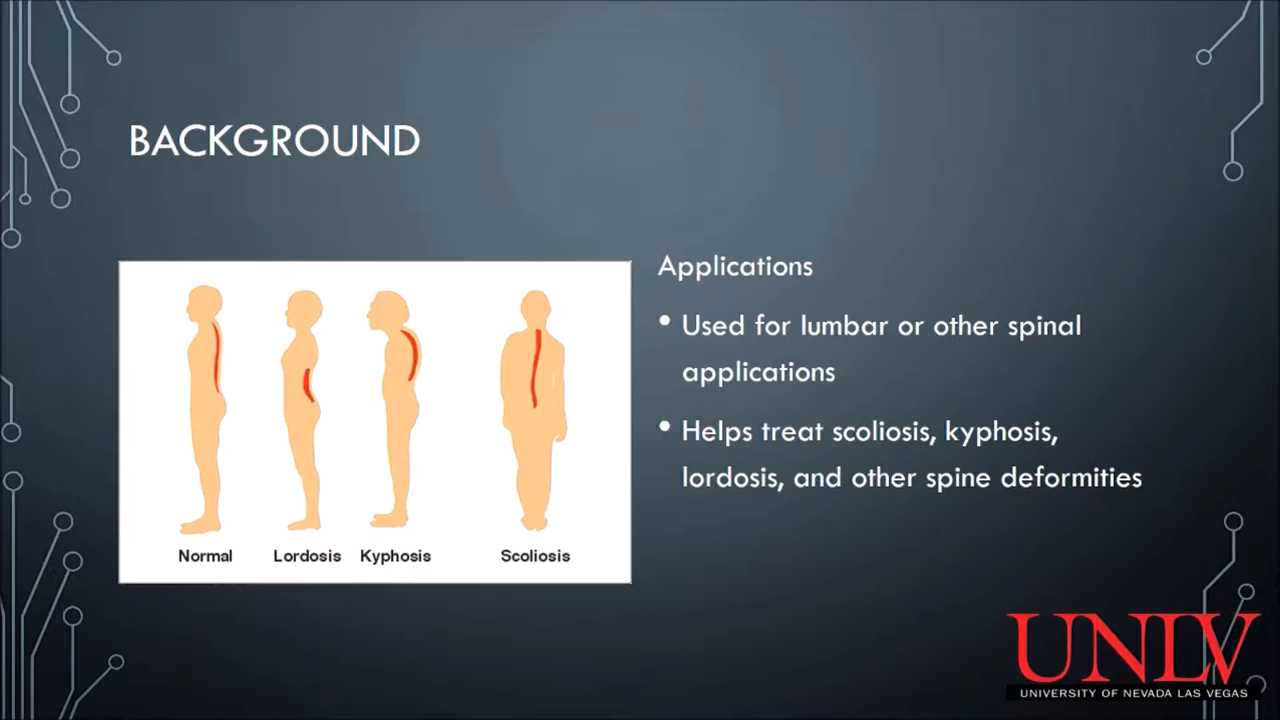 BACKGROUND
Applications
• Used for lumbar or other spinal
applications
• Helps treat scoliosis, kyphosis,
lordosis, and other spine deformities
Normal Lordosis Kyphosis Scoliosis
UNLV
UNIVERSITY OF NEVADA LAS VEGAS